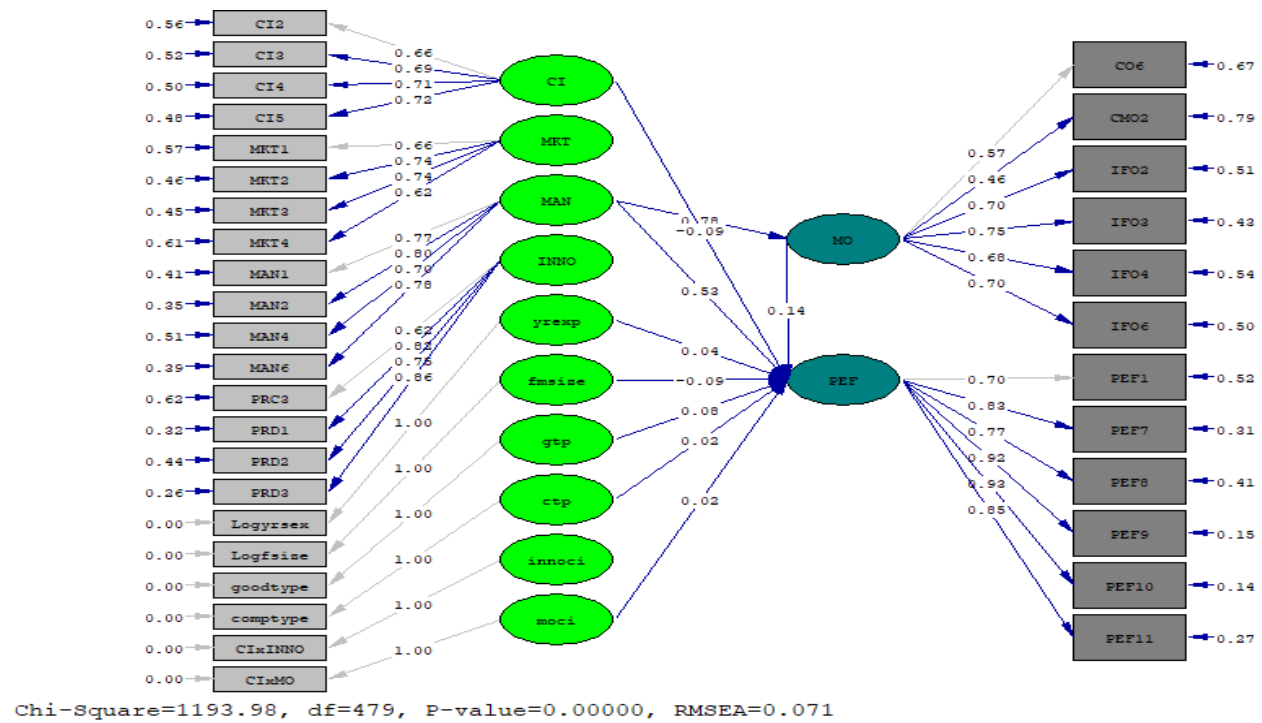 0.56 CI2
0.52 CI3
0.50 CI4
0.48 CI5
0.57 MKT1
0.46 MKT2
0.45 MKT3
0.61 MKT4
0.41 MAN1
0.35 MAN2
0.51 MAN4
0.39 MAN6
0.62 PRC3
0.32 PRD1
0.44 PRD2
0.26 PRD3
0.00 Logyrsex
0.00 Logfsize
0.00 goodtype
0.00 comptype
0.00 CIxINNO
0.00 CIxMO
0.66
0.69
0.71
0.72
0.66
0.74
0.74
0.62
0.77
0.80
0.70
0.78
0.62
0.82
0.75
0.86
1.00
1.00
1.00
1.00
1.00
1.00
CI
MKT
MAN
INNO
yrexp
fmsize
gtp
ctp
innoci
moci
0.78
-0.09
0.53
0.14
0.04
-0.09
0.08
0.02
0.02
MO
PEF
0.57
0.46
0.70
0.75
0.68
0.70
0.70
0.83
0.77
0.92
0.93
0.85
CO6 0.67
CMO2 0.79
IFO2 0.51
IFO3 0.43
IFO4 0.54
IFO6 0.50
PEF1 0.52
PEF7 0.31
PEF8 0.41
PEF9 0.15
PEF10 0.14
PEF11 0.27
Chi-Square=1193.98, df=479, P-value=0.00000, RMSEA=0.071